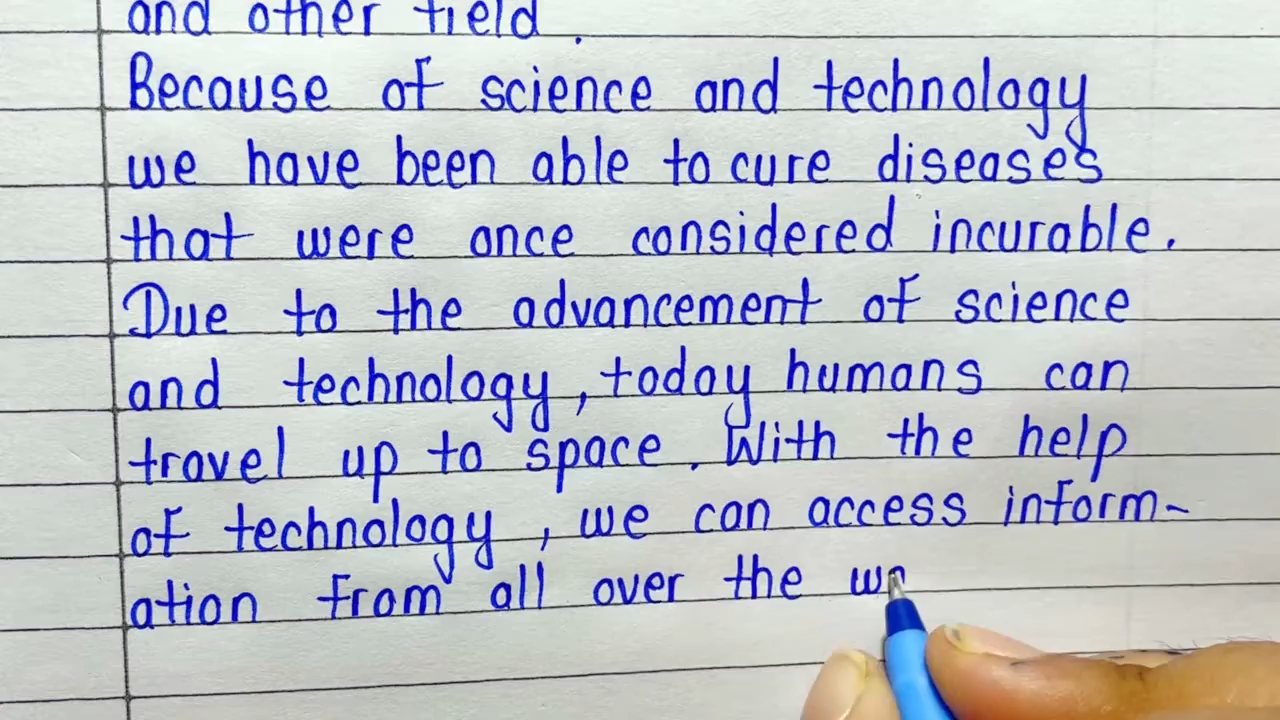 and other field.
Because of science and technology
we have been able to cure diseases
that were once considered incurable.
Due to the advancement of science
and technology, today humans can
travel up to space. With the help
of technology, we can access inform-
ation from all over the